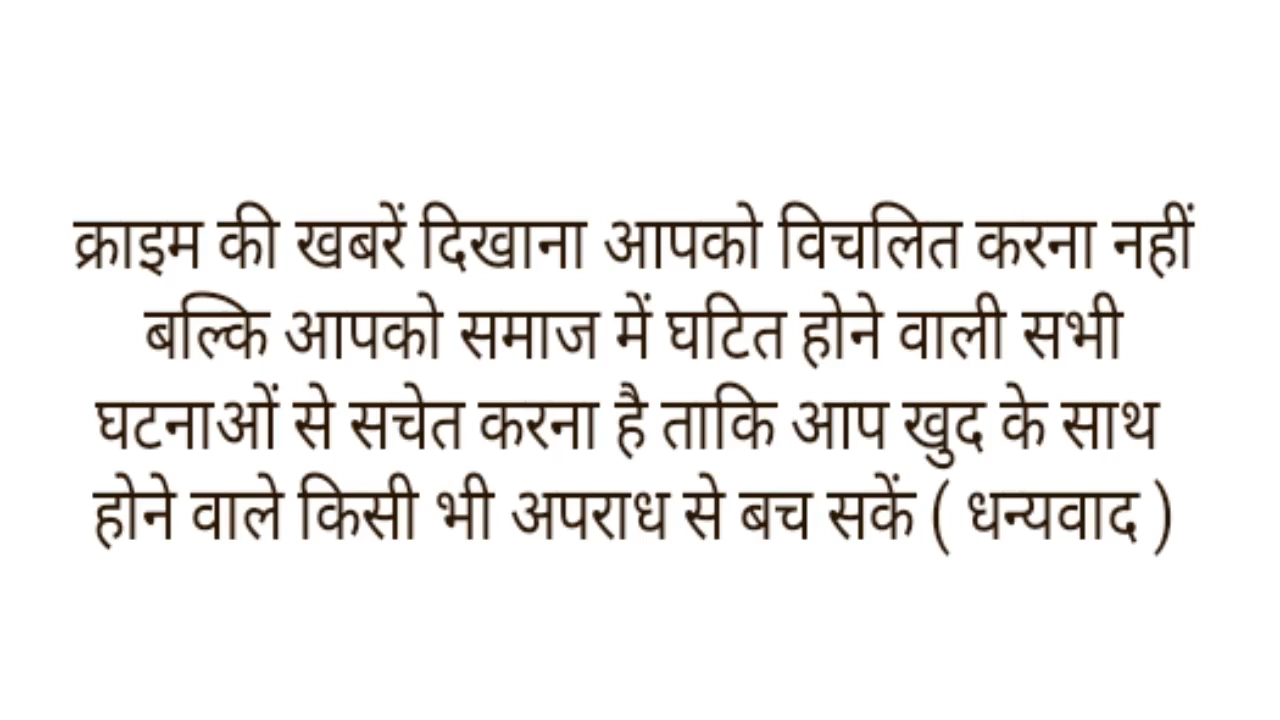 क्राइम की खबरें दिखाना आपको विचलित करना नहीं
बल्कि आपको समाज में घटित होने वाली सभी
घटनाओं से सचेत करना है ताकि आप खुद के साथ
होने वाले किसी भी अपराध से बच सकें ( धन्यवाद )